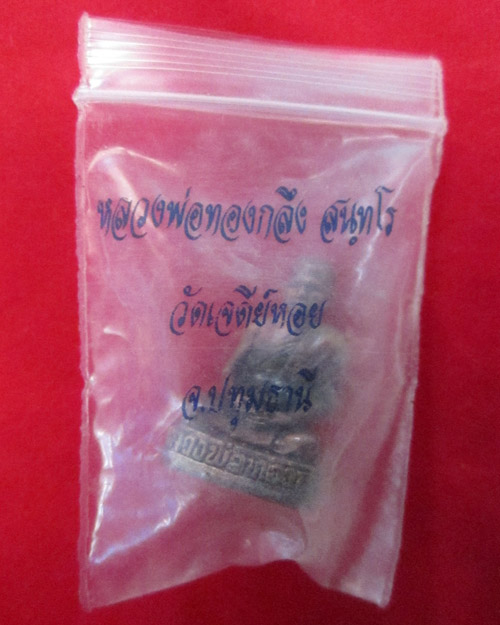 หลวงพ่อทองกลึง สุนฺทโร
วัดเจดีย์หอย
จ.ปทุมธานี